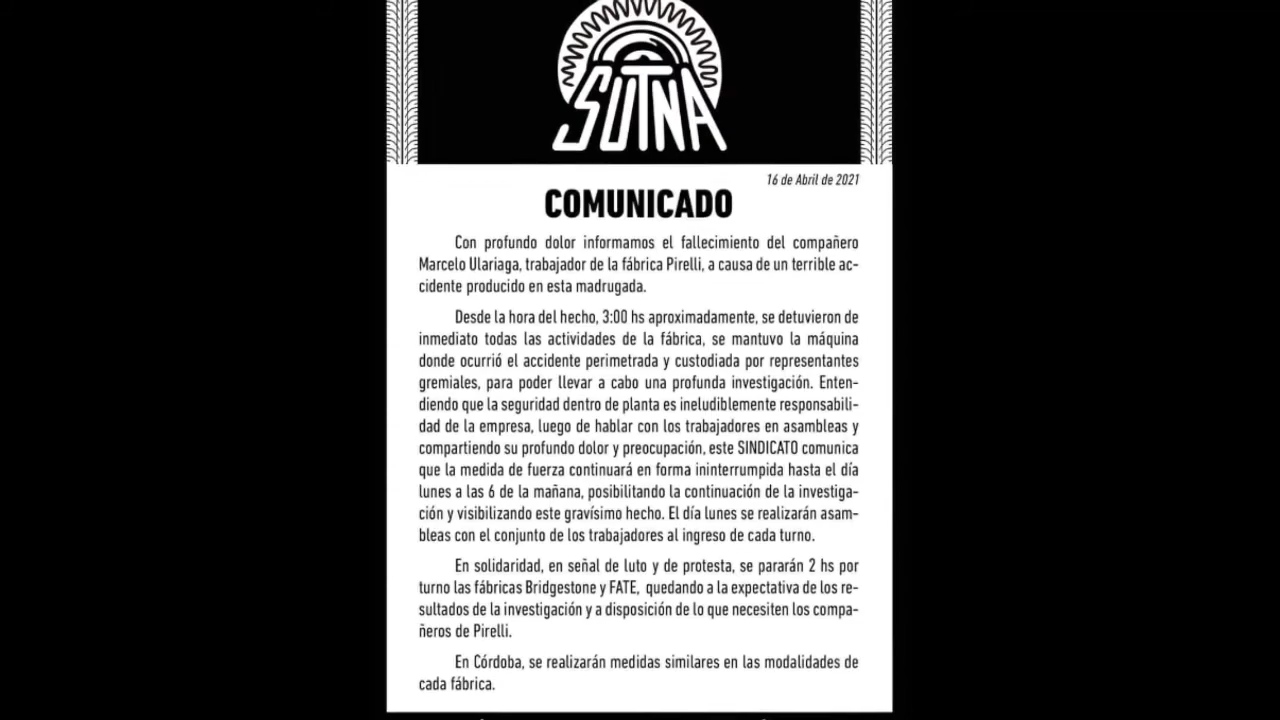 SUTNA
16 de Abril de 2021
COMUNICADO
Con profundo dolor informamos el fallecimiento del compañero
Marcelo Ulariaga, trabajador de la fábrica Pirelli, a causa de un terrible ac-
cidente producido en esta madrugada.
Desde la hora del hecho, 3:00 hs aproximadamente, se detuvieron de
inmediato todas las actividades de la fábrica, se mantuvo la máquina
donde ocurrió el accidente perimetrada y custodiada por representantes
gremiales, para poder llevar a cabo una profunda investigación. Enten-
diendo que la seguridad dentro de planta es ineludiblemente responsabili-
dad de la empresa, luego de hablar con los trabajadores en asambleas y
compartiendo su profundo dolor y preocupación, este SINDICATO comunica
que la medida de fuerza continuará en forma ininterrumpida hasta el día
lunes a las 6 de la mañana, posibilitando la continuación de la investiga-
ción y visibilizando este gravísimo hecho. El día lunes se realizarán asam-
bleas con el conjunto de los trabajadores al ingreso de cada turno.
En solidaridad, en señal de luto y de protesta, se pararán 2 hs por
turno las fábricas Bridgestone y FATE, quedando a la expectativa de los re-
sultados de la investigación y a disposición de lo que necesiten los compa-
ñeros de Pirelli.
En Córdoba, se realizarán medidas similares en las modalidades de
cada fábrica.